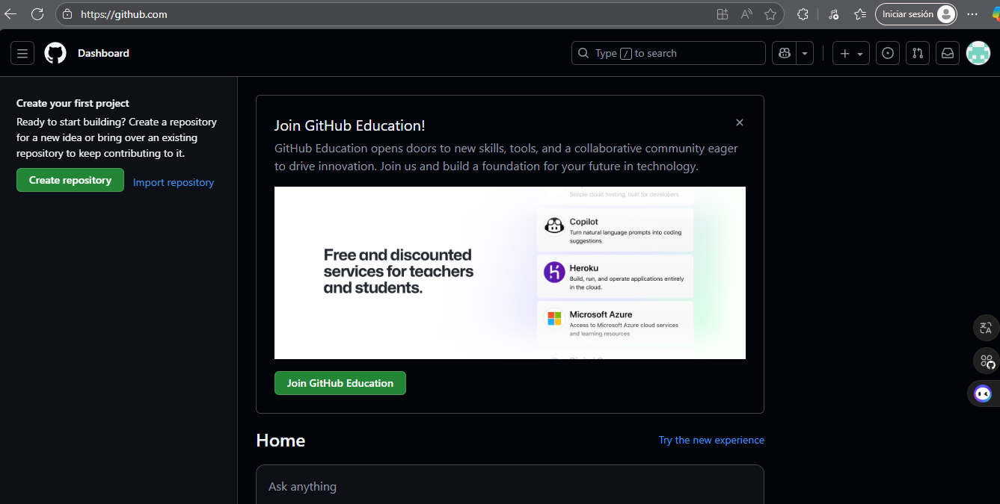 https://github.com
Iniciar sesión
Dashboard
Type / to search
Create your first project
Ready to start building? Create a repository
for a new idea or bring over an existing
repository to keep contributing to it.
Create repository
Import repository
Join GitHub Education!
GitHub Education opens doors to new skills, tools, and a collaborative community eager
to drive innovation. Join us and build a foundation for your future in technology.
Free and discounted
services for teachers
and students.
Simple cloud hosting, built for developers
Copilot
Turn natural language prompts into coding
suggestions
Heroku
Build, run, and operate applications entirely
in the cloud.
Microsoft Azure
Access to Microsoft Azure cloud services
and learning resources
Join GitHub Education
Home
Try the new experience
Ask anything